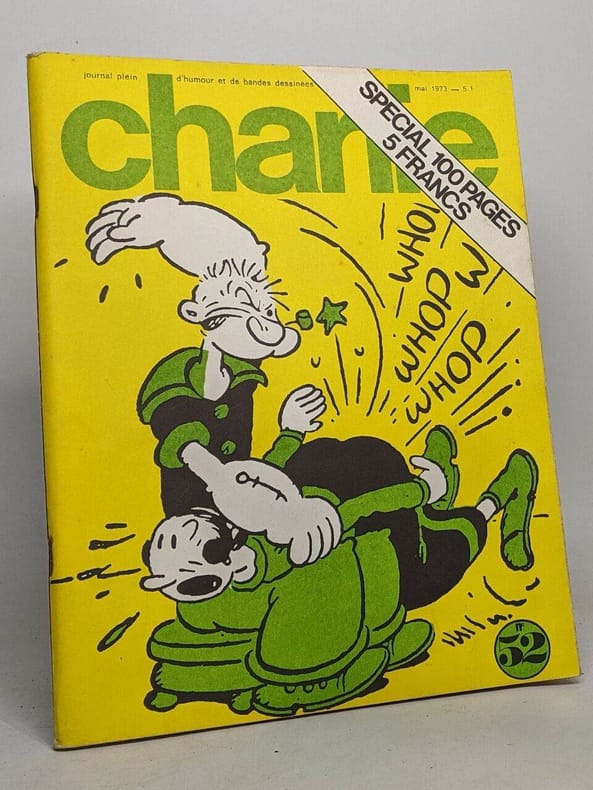 journal plein d'humour et de bandes dessinées mai 1973 — 5.f
charlie
SPECIAL 100 PAGES
5 FRANCS
WHO
WHOP
WHOP
52